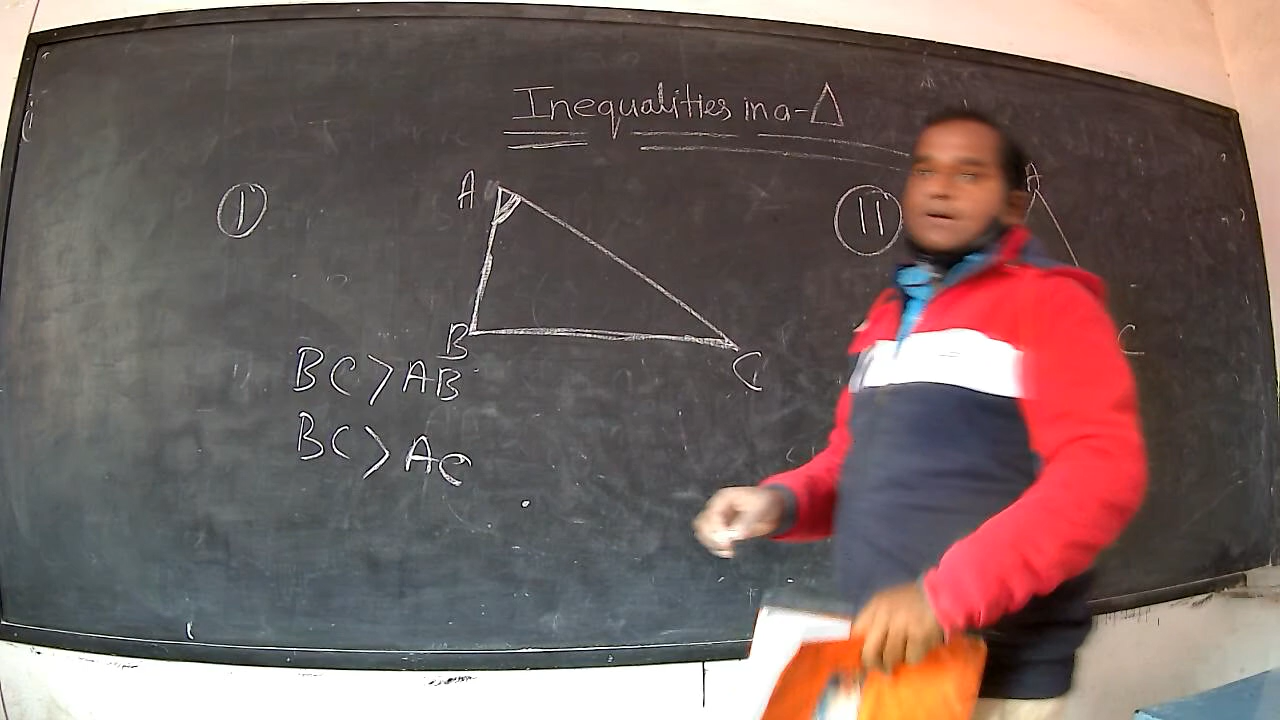 Inequalities in a - Δ
I
A
B
C
BC > AB
BC > AC
II
A
C